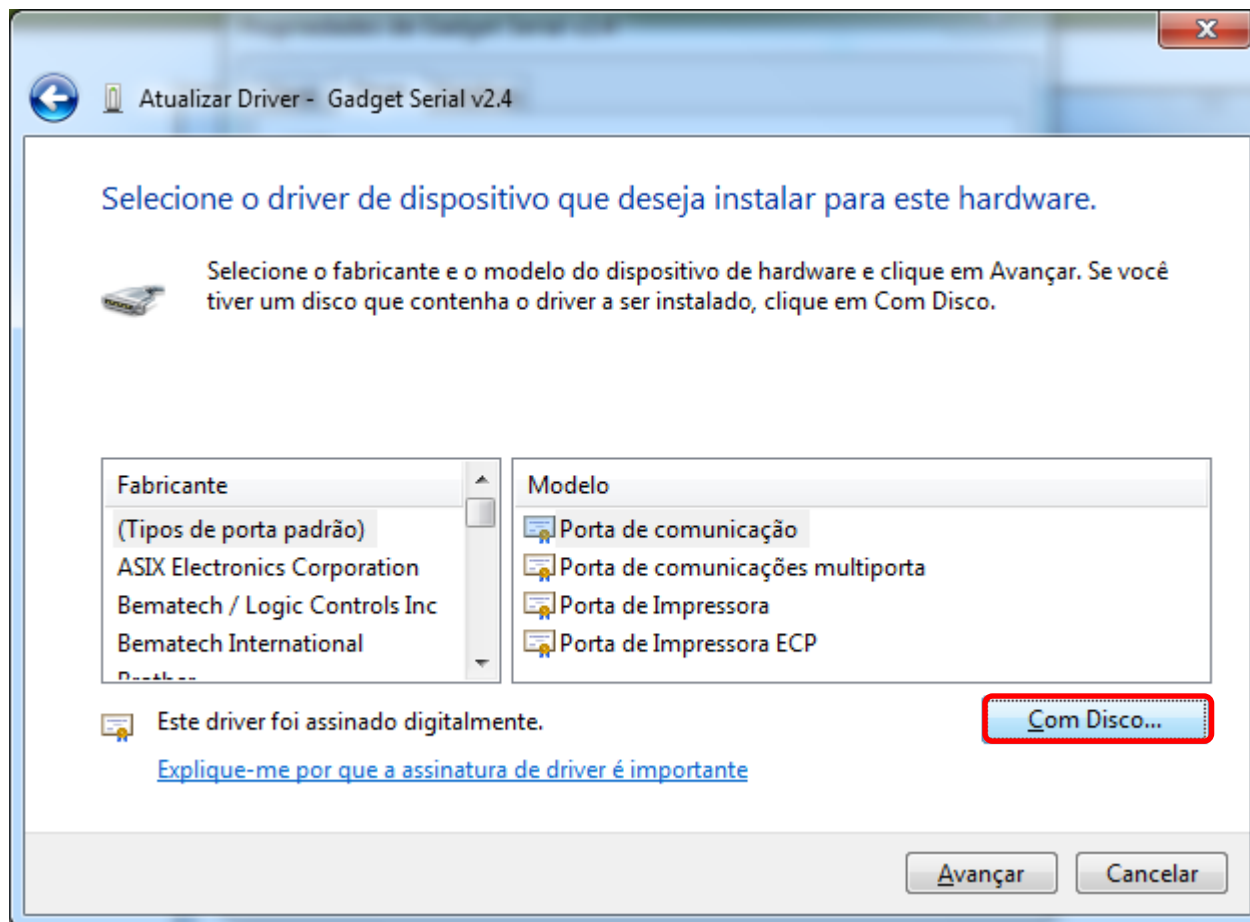 Atualizar Driver - Gadget Serial v2.4
Selecione o driver de dispositivo que deseja instalar para este hardware.
Selecione o fabricante e o modelo do dispositivo de hardware e clique em Avançar. Se você
tiver um disco que contenha o driver a ser instalado, clique em Com Disco.
Fabricante
(Tipos de porta padrão)
ASIX Electronics Corporation
Bematech / Logic Controls Inc
Bematech International
Brother
Modelo
Porta de comunicação
Porta de comunicações multiporta
Porta de Impressora
Porta de Impressora ECP
Este driver foi assinado digitalmente.
Com Disco...
Explique-me por que a assinatura de driver é importante
Avançar
Cancelar